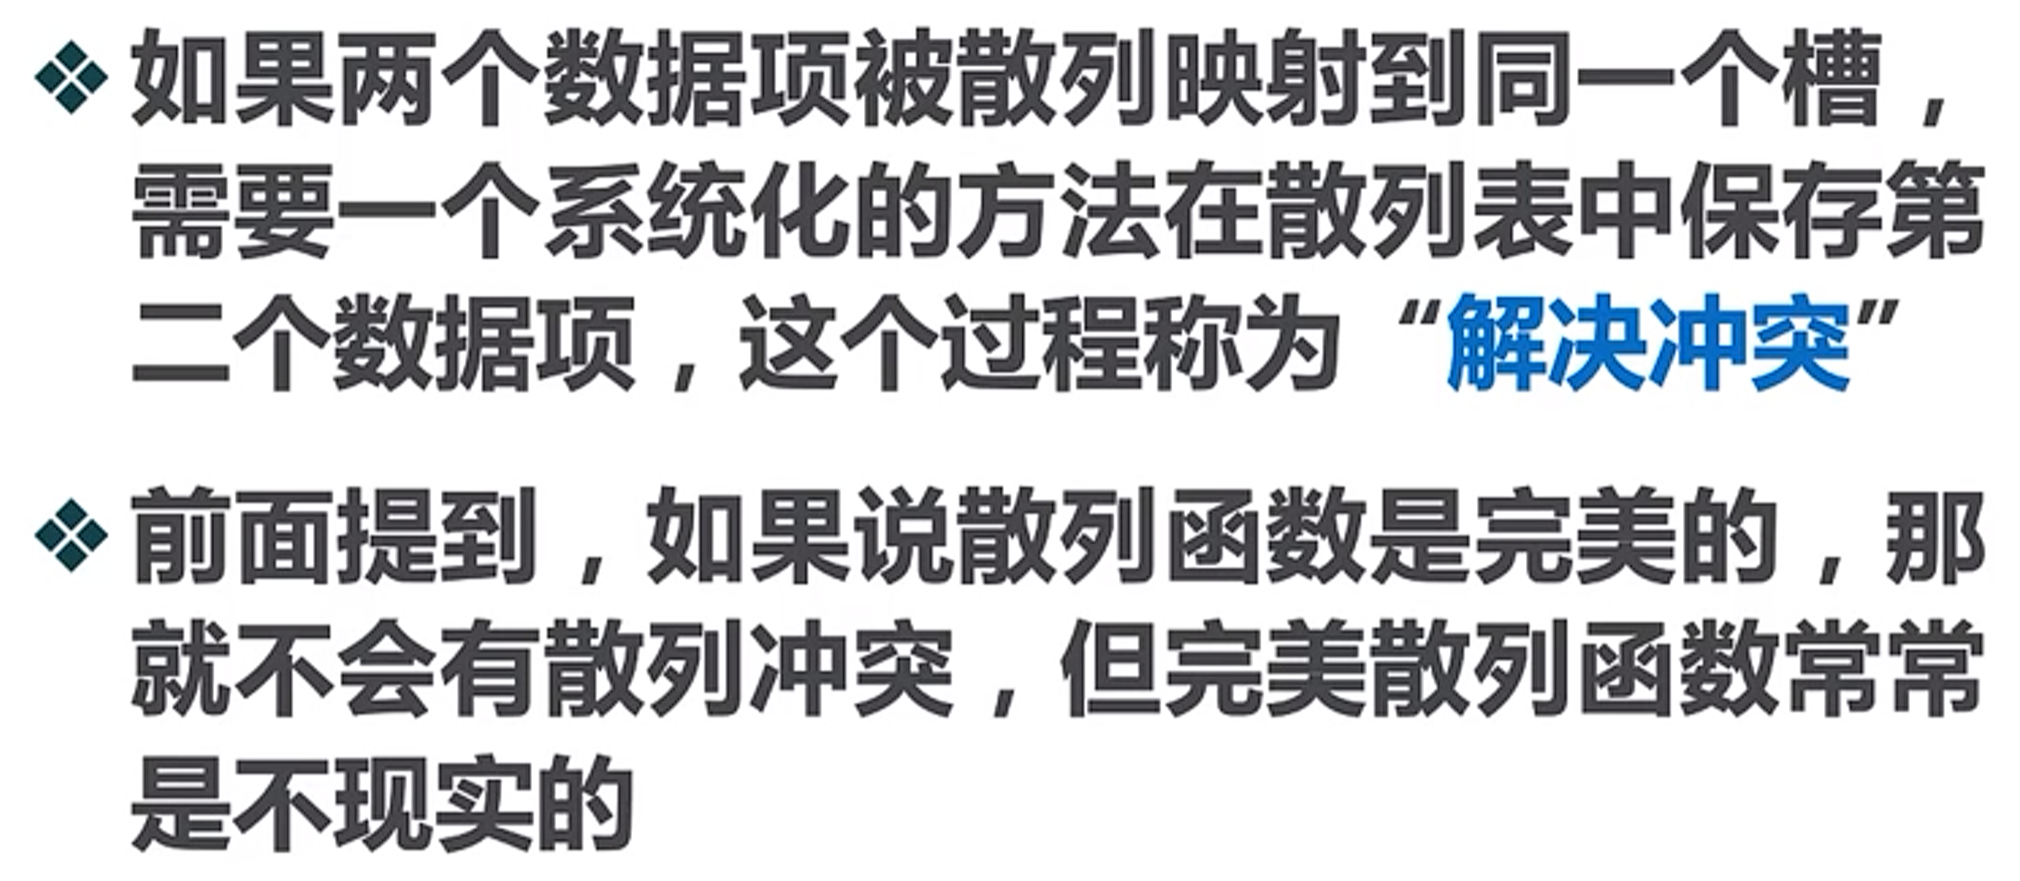 ❖如果两个数据项被散列映射到同一个槽，
需要一个系统化的方法在散列表中保存第
二个数据项，这个过程称为“解决冲突”
❖前面提到，如果说散列函数是完美的，那
就不会有散列冲突，但完美散列函数常常
是不现实的